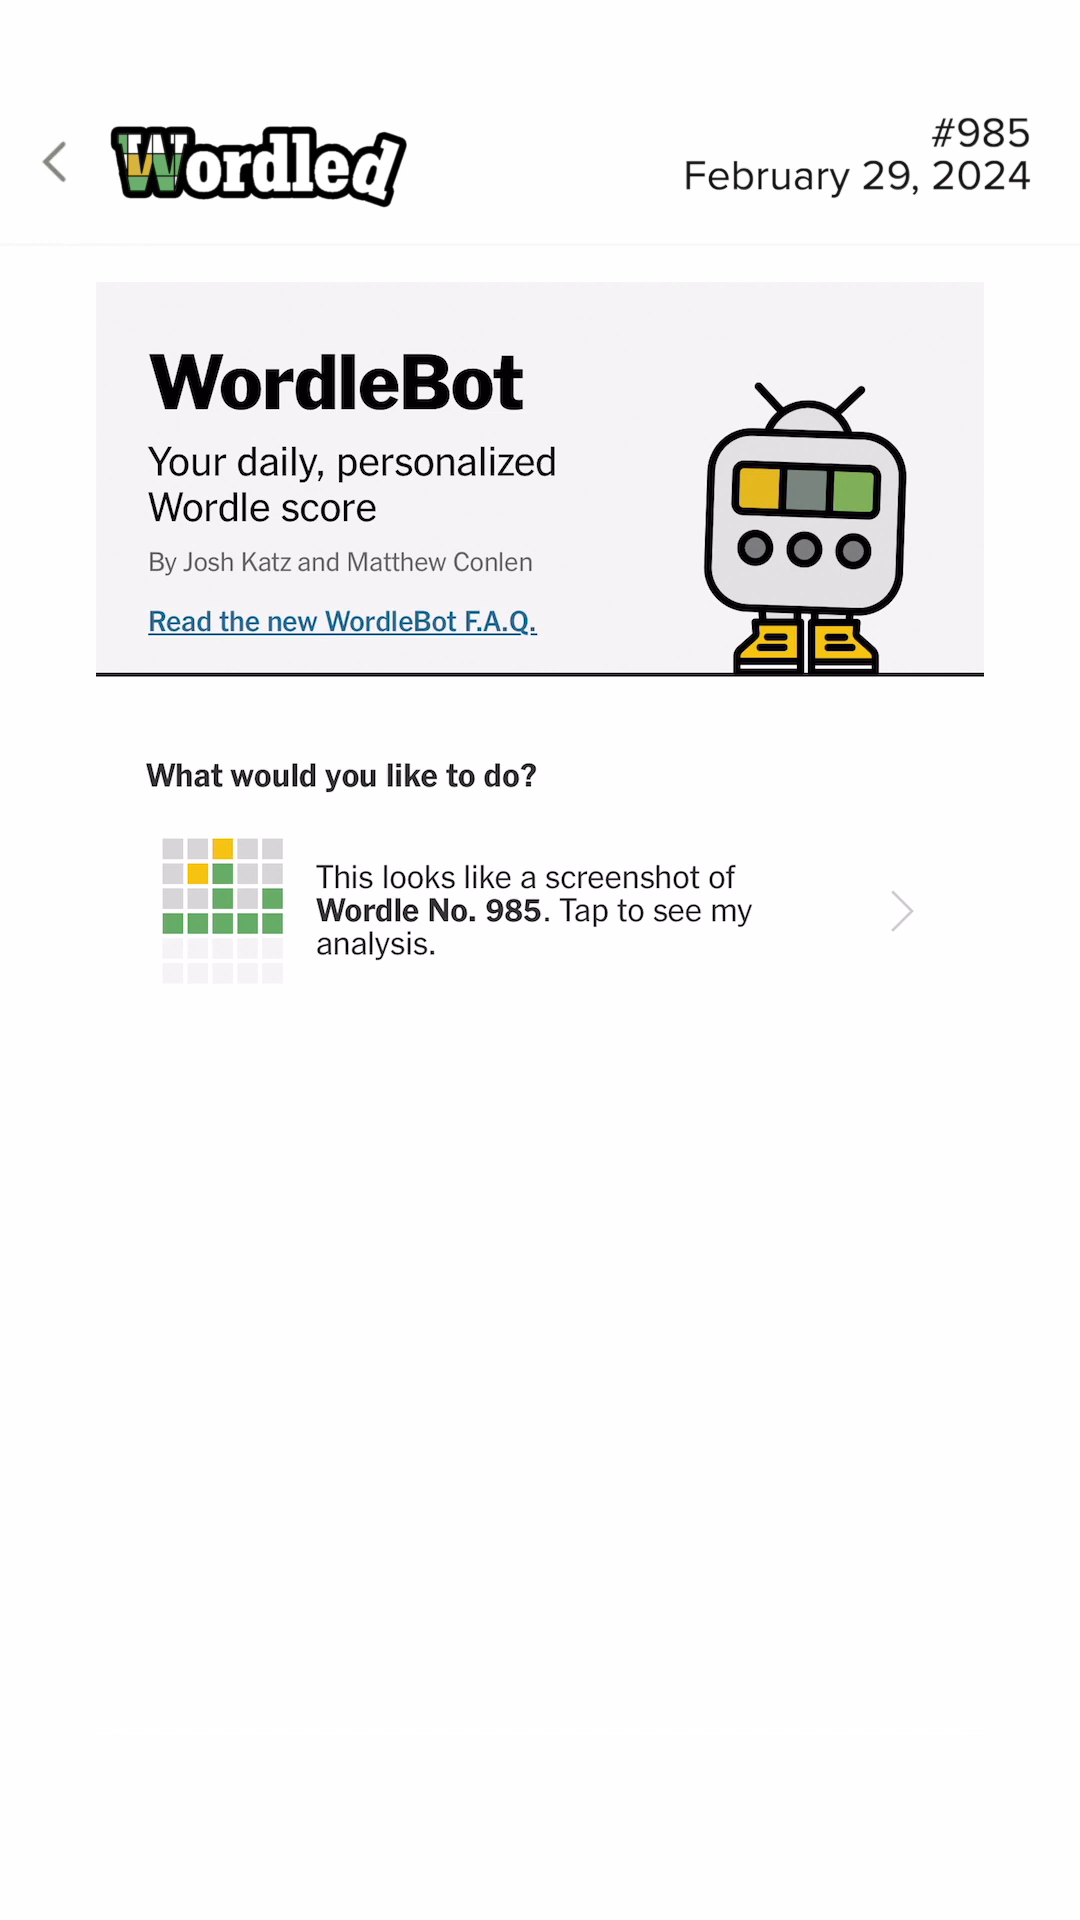 Wordled
#985
February 29, 2024
WordleBot
Your daily, personalized
Wordle score
By Josh Katz and Matthew Conlen
Read the new WordleBot F.A.Q.
What would you like to do?
This looks like a screenshot of
Wordle No. 985. Tap to see my
analysis.